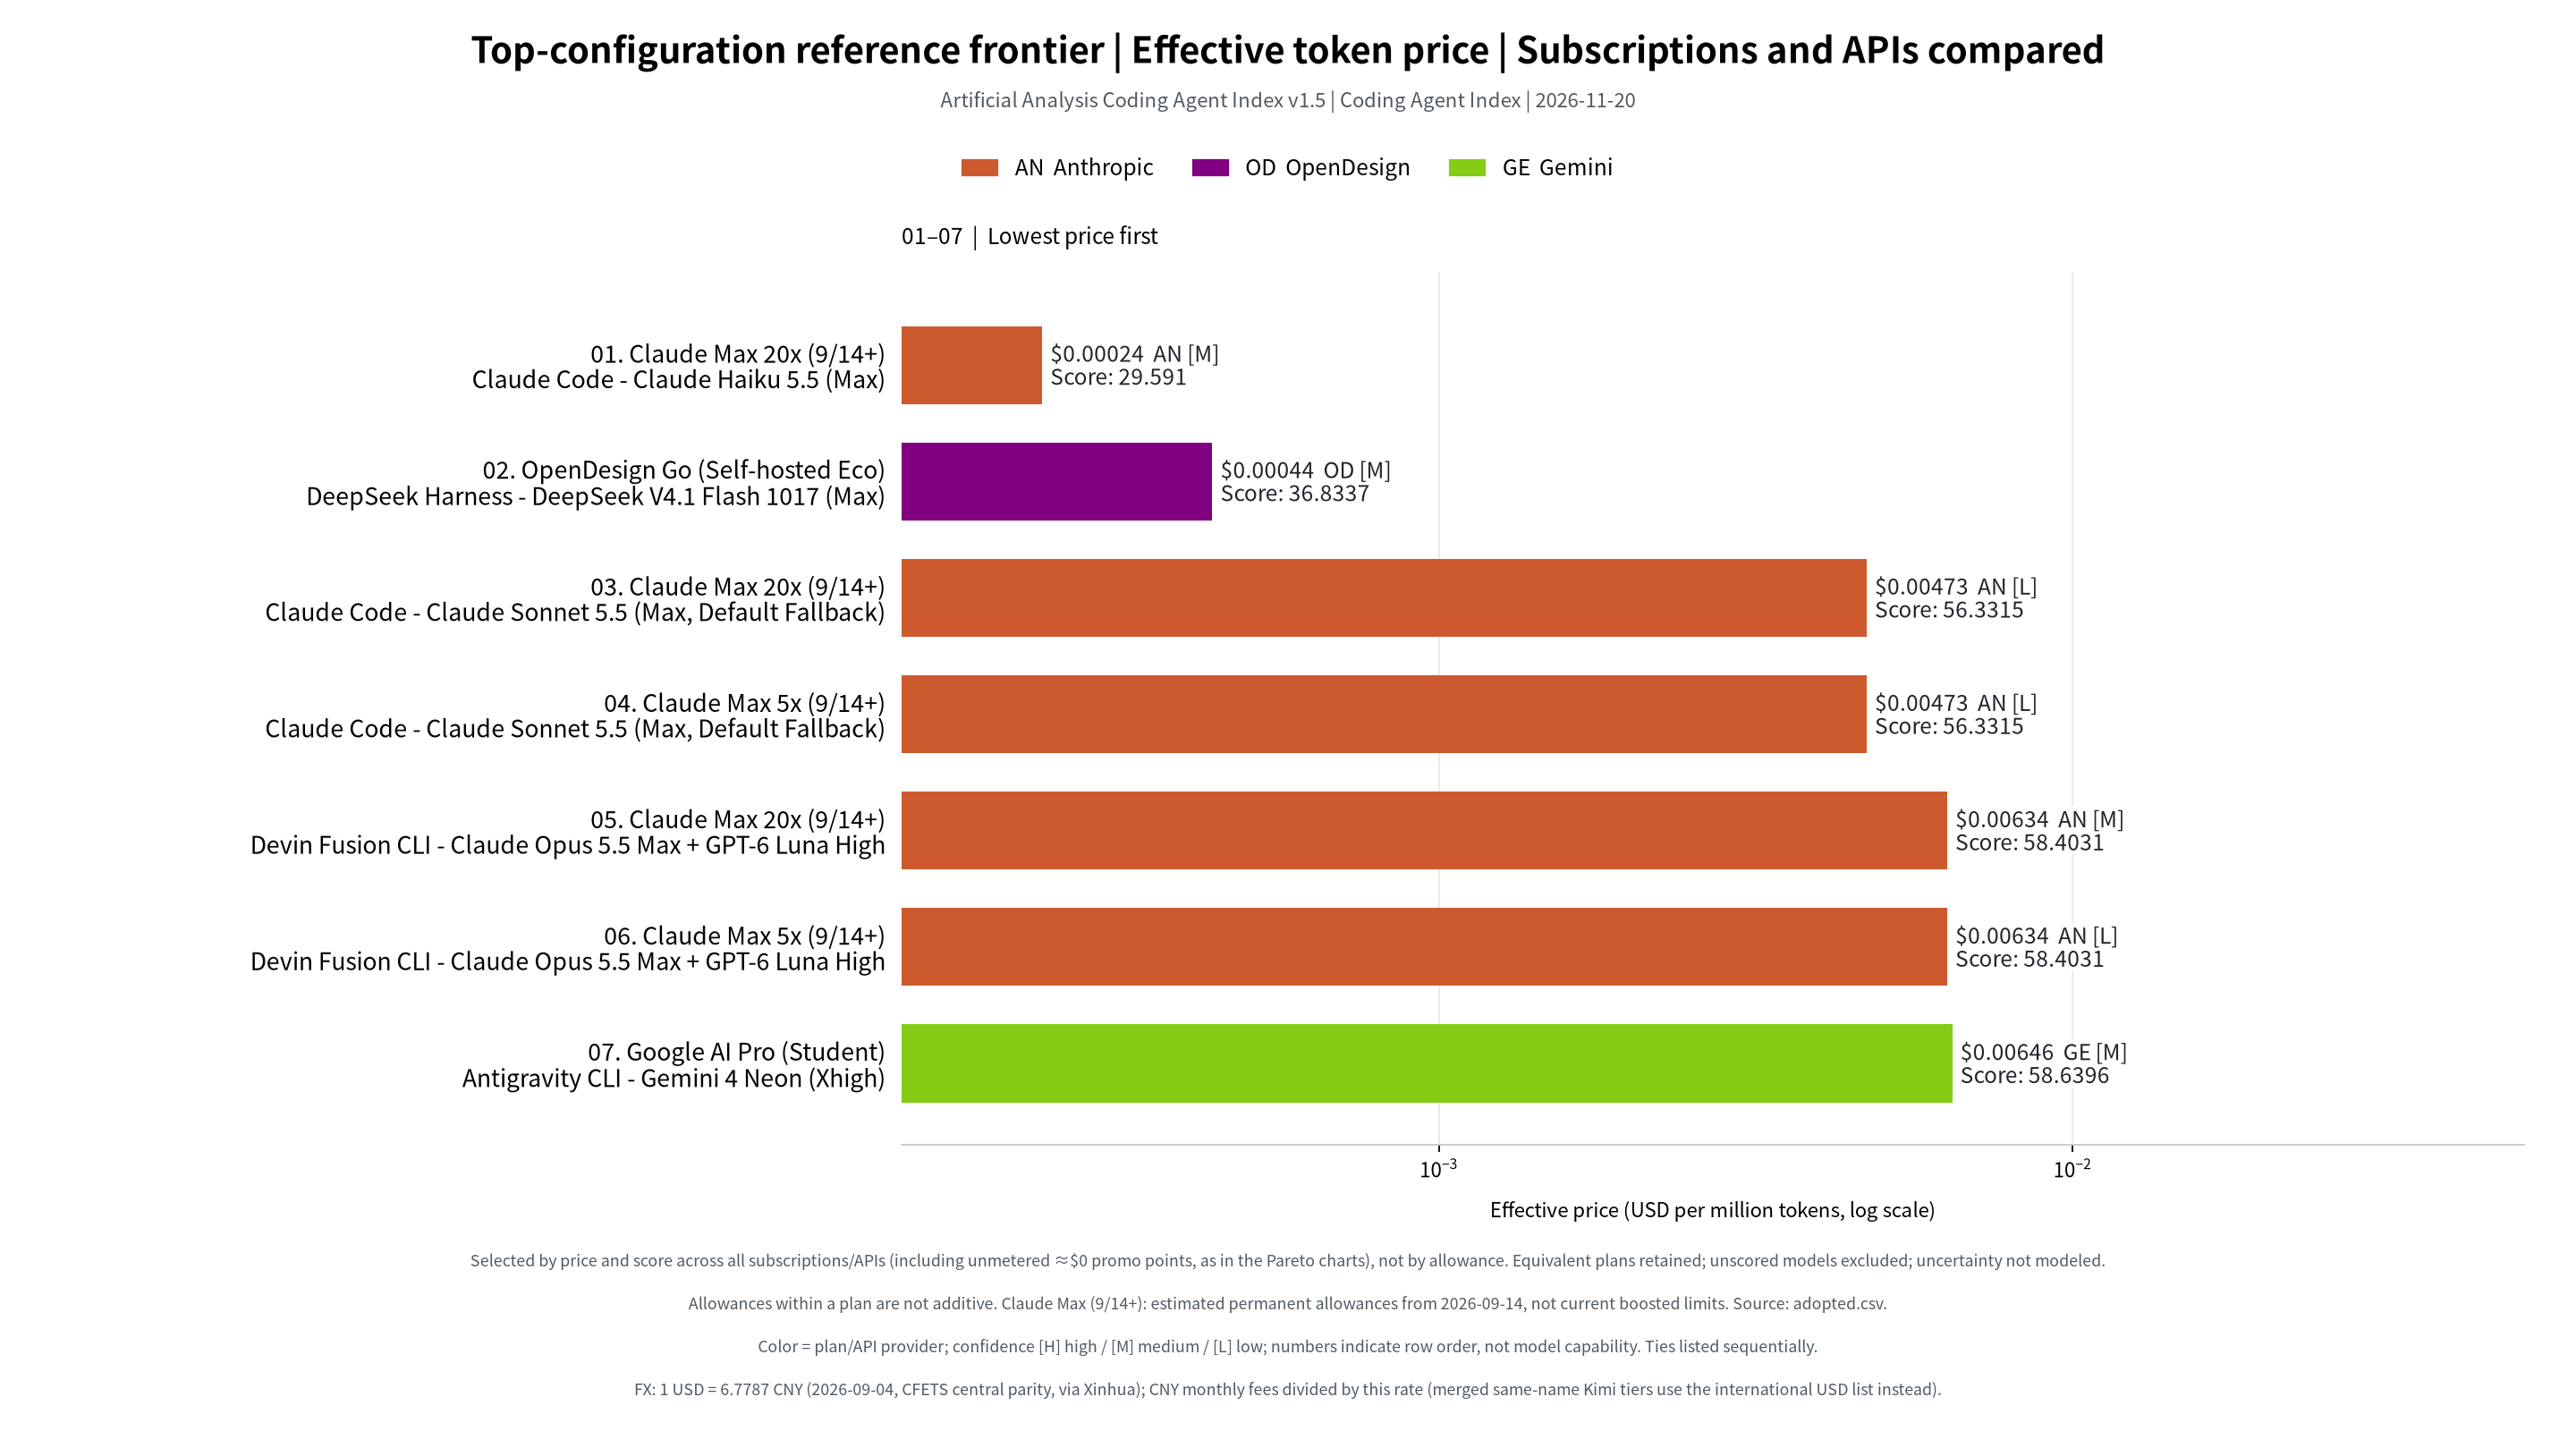 Top-configuration reference frontier | Effective token price | Subscriptions and APIs compared
Artificial Analysis Coding Agent Index v1.5 | Coding Agent Index | 2026-11-20
AN Anthropic
OD OpenDesign
GE Gemini
01–07 | Lowest price first
01. Claude Max 20x (9/14+)
Claude Code - Claude Haiku 5.5 (Max)
$0.00024 AN [M]
Score: 29.591
02. OpenDesign Go (Self-hosted Eco)
DeepSeek Harness - DeepSeek V4.1 Flash 1017 (Max)
$0.00044 OD [M]
Score: 36.8337
03. Claude Max 20x (9/14+)
Claude Code - Claude Sonnet 5.5 (Max, Default Fallback)
$0.00473 AN [L]
Score: 56.3315
04. Claude Max 5x (9/14+)
Claude Code - Claude Sonnet 5.5 (Max, Default Fallback)
$0.00473 AN [L]
Score: 56.3315
05. Claude Max 20x (9/14+)
Devin Fusion CLI - Claude Opus 5.5 Max + GPT-6 Luna High
$0.00634 AN [M]
Score: 58.4031
06. Claude Max 5x (9/14+)
Devin Fusion CLI - Claude Opus 5.5 Max + GPT-6 Luna High
$0.00634 AN [L]
Score: 58.4031
07. Google AI Pro (Student)
Antigravity CLI - Gemini 4 Neon (Xhigh)
$0.00646 GE [M]
Score: 58.6396
10⁻³
10⁻²
Effective price (USD per million tokens, log scale)
Selected by price and score across all subscriptions/APIs (including unmetered ≈$0 promo points, as in the Pareto charts), not by allowance. Equivalent plans retained; unscored models excluded; uncertainty not modeled.
Allowances within a plan are not additive. Claude Max (9/14+): estimated permanent allowances from 2026-09-14, not current boosted limits. Source: adopted.csv.
Color = plan/API provider; confidence [H] high / [M] medium / [L] low; numbers indicate row order, not model capability. Ties listed sequentially.
FX: 1 USD = 6.7787 CNY (2026-09-04, CFETS central parity, via Xinhua); CNY monthly fees divided by this rate (merged same-name Kimi tiers use the international USD list instead).